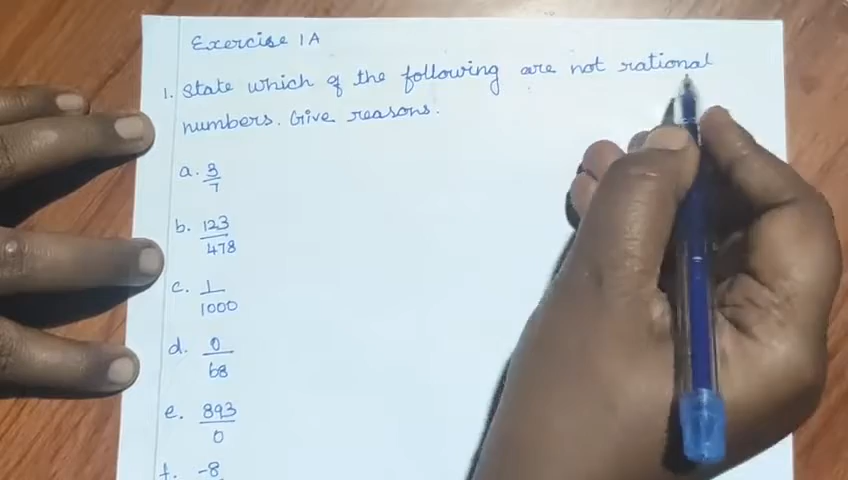 Exercise 1A
1. State which of the following are not rational
numbers. Give reasons.
a. 3/7
b. 123/478
c. 1/1000
d. 0/68
e. 893/0
f. -8